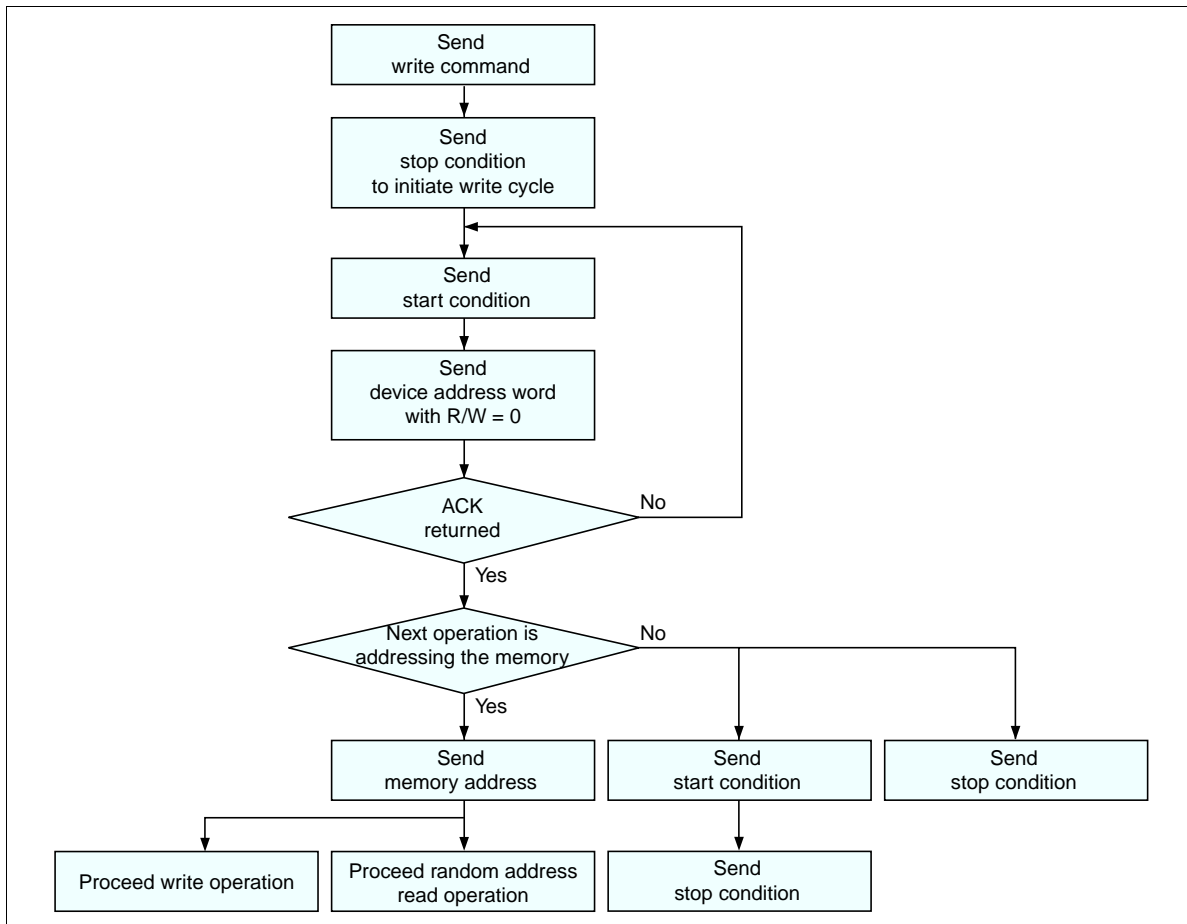 Send
write command
Send
stop condition
to initiate write cycle
Send
start condition
Send
device address word
with R/W = 0
ACK
returned
No
Yes
Next operation is
addressing the memory
No
Yes
Send
memory address
Send
start condition
Send
stop condition
Proceed write operation
Proceed random address
read operation
Send
stop condition